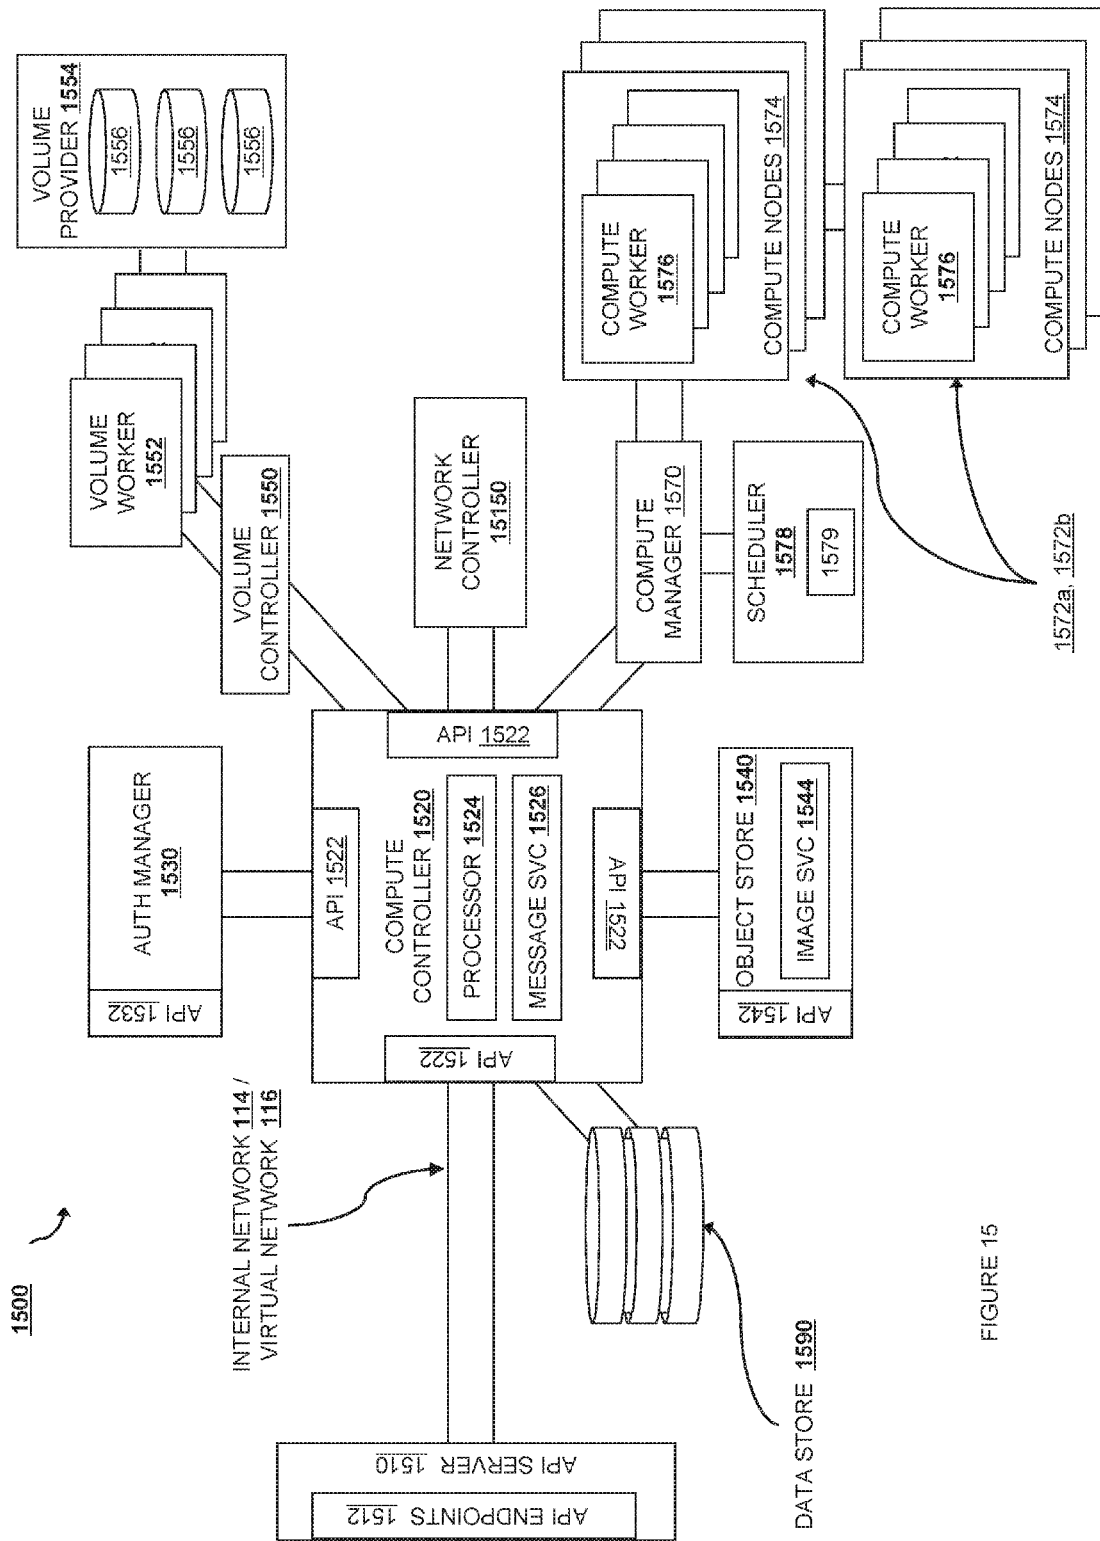 1500
INTERNAL NETWORK 114 /
VIRTUAL NETWORK 116
API SERVER 1510
API ENDPOINTS 1512
DATA STORE 1590
AUTH MANAGER
1530
API 1532
API 1522
COMPUTE
CONTROLLER 1520
PROCESSOR 1524
MESSAGE SVC 1526
API 1522
API 1522
API 1522
OBJECT STORE 1540
IMAGE SVC 1544
API 1542
VOLUME
CONTROLLER 1550
VOLUME
WORKER
1552
VOLUME
PROVIDER 1554
1556
1556
1556
NETWORK
CONTROLLER
15150
COMPUTE
MANAGER 1570
SCHEDULER
1578
1579
COMPUTE
WORKER
1576
COMPUTE NODES 1574
COMPUTE
WORKER
1576
COMPUTE NODES 1574
1572a, 1572b
FIGURE 15